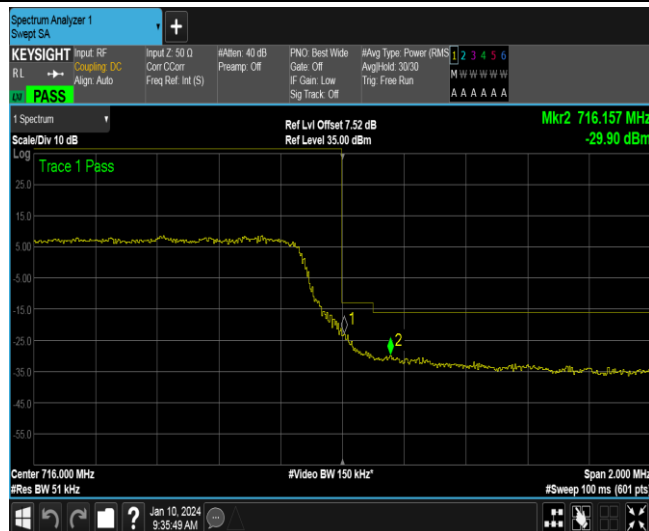 Spectrum Analyzer 1
Swept SA
+
KEYSIGHT
RL
LV PASS
Input: RF
Coupling: DC
Align: Auto
Input Z: 50 Ω
Corr CCorr
Freq Ref: Int (S)
#Atten: 40 dB
Preamp: Off
PNO: Best Wide
Gate: Off
IF Gain: Low
Sig Track: Off
#Avg Type: Power (RMS
Avg|Hold: 30/30
Trig: Free Run
1 2 3 4 5 6
M W W W W W
A A A A A A
1 Spectrum
Scale/Div 10 dB
Ref Lvl Offset 7.52 dB
Ref Level 35.00 dBm
Mkr2 716.157 MHz
-29.90 dBm
Log
Trace 1 Pass
25.0
15.0
5.00
-5.00
-15.0
-25.0
-35.0
-45.0
-55.0
1
2
Center 716.000 MHz
#Res BW 51 kHz
#Video BW 150 kHz*
Span 2.000 MHz
#Sweep 100 ms (601 pts)
?
Jan 10, 2024
9:35:49 AM